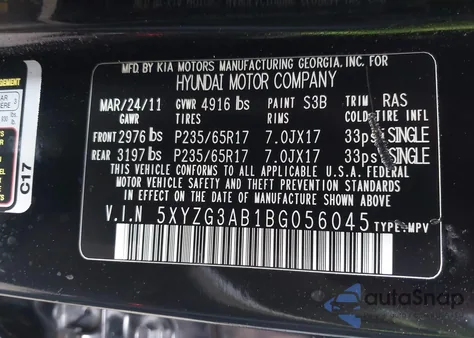 MFD. BY KIA MOTORS MANUFACTURING GEORGIA, INC. FOR
HYUNDAI MOTOR COMPANY
MAR/24/11 GVWR 4916 lbs PAINT S3B TRIM RAS
GAWR TIRES RIMS COLD TIRE INFL
FRONT 2976 lbs P235/65R17 7.0JX17 33psi SINGLE
REAR 3197 lbs P235/65R17 7.0JX17 33psi SINGLE
THIS VEHICLE CONFORMS TO ALL APPLICABLE U.S.A. FEDERAL
MOTOR VEHICLE SAFETY AND THEFT PREVENTION STANDARDS
IN EFFECT ON THE DATE OF MANUFACTURE SHOWN ABOVE.
V.I.N 5XYZG3AB1BG056045 TYPE:MPV
C17
autoSnap